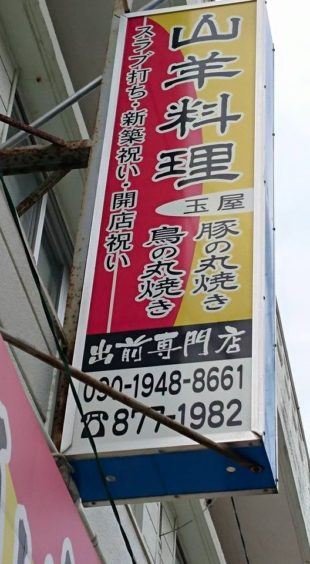 山羊料理
スラブ打ち・新築祝い・開店祝い
玉屋
豚の丸焼き
鳥の丸焼き
出前専門店
090-1948-8661
☎877-1982